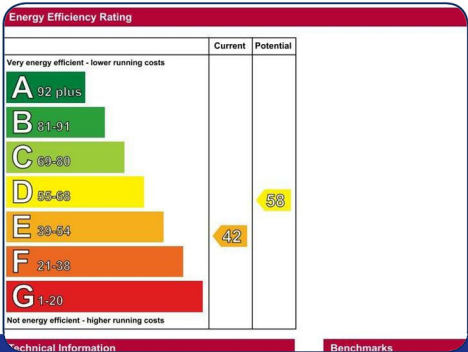 Energy Efficiency Rating
Current Potential
Very energy efficient - lower running costs
A 92 plus
B 81-91
C 69-80
D 55-68
58
E 39-54
42
F 21-38
G 1-20
Not energy efficient - higher running costs
Technical Information
Benchmarks